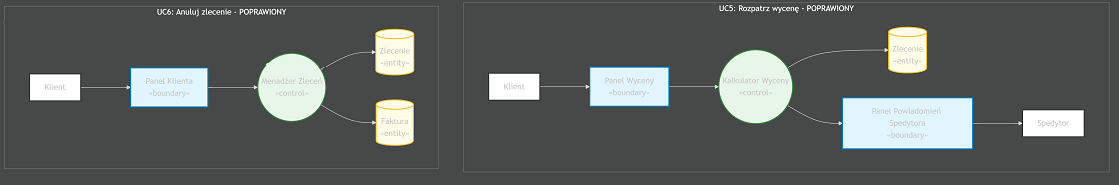 UC6: Anuluj zlecenie - POPRAWIONY
Klient
Panel Klienta
«boundary»
Menadżer Zleceń
«control»
Zlecenie
«entity»
Faktura
«entity»
UC5: Rozpatrz wycenę - POPRAWIONY
Klient
Panel Wyceny
«boundary»
Kalkulator Wyceny
«control»
Zlecenie
«entity»
Panel Powiadomień
Spedytora
«boundary»
Spedytor